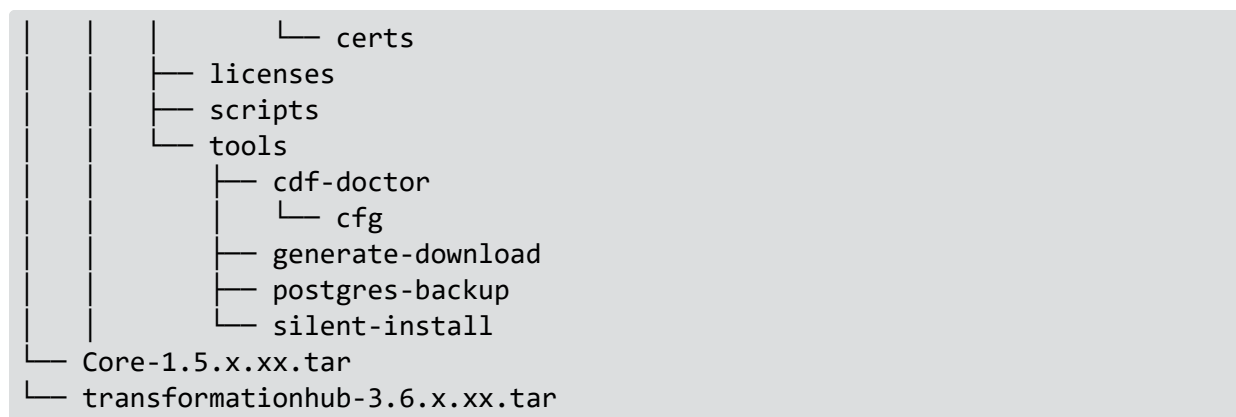 │   │   │       └── certs
│   │   ├── licenses
│   │   ├── scripts
│   │   └── tools
│   │       ├── cdf-doctor
│   │       │   └── cfg
│   │       ├── generate-download
│   │       ├── postgres-backup
│   │       └── silent-install
└── Core-1.5.x.xx.tar
└── transformationhub-3.6.x.xx.tar